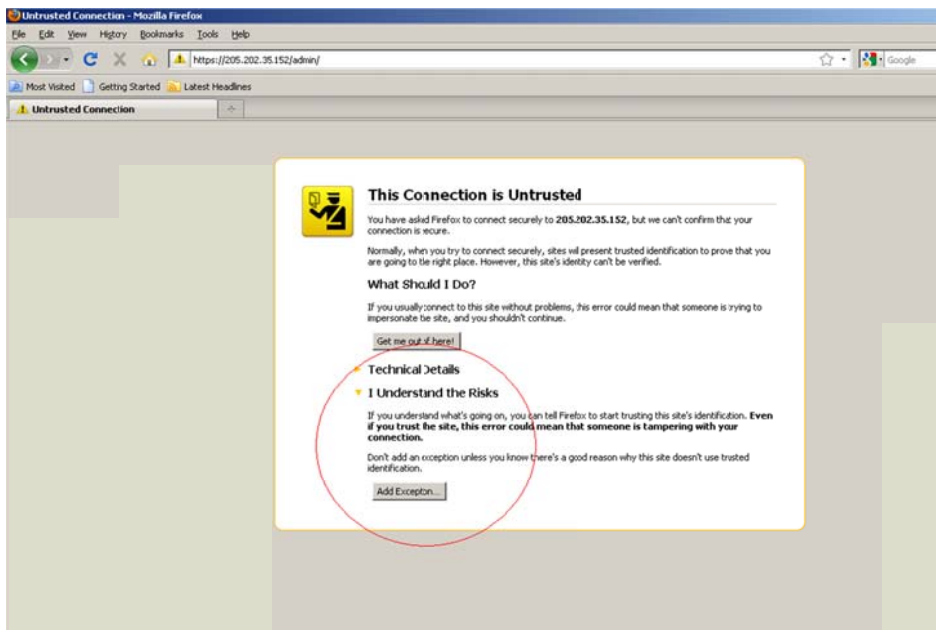 Untrusted Connection - Mozilla Firefox
File Edit View History Bookmarks Tools Help
https://205.202.35.152/admin/
Google
Most Visited Getting Started Latest Headlines
Untrusted Connection
This Connection is Untrusted
You have asked Firefox to connect securely to 205.202.35.152, but we can't confirm that your
connection is secure.
Normally, when you try to connect securely, sites will present trusted identification to prove that you
are going to the right place. However, this site's identity can't be verified.
What Should I Do?
If you usually connect to this site without problems, this error could mean that someone is trying to
impersonate the site, and you shouldn't continue.
Get me out of here!
Technical Details
I Understand the Risks
If you understand what's going on, you can tell Firefox to start trusting this site's identification. Even
if you trust the site, this error could mean that someone is tampering with your
connection.
Don't add an exception unless you know there's a good reason why this site doesn't use trusted
identification.
Add Exception...